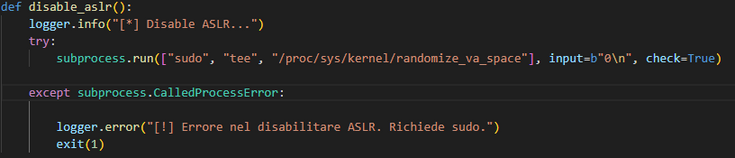 def disable_aslr():
    logger.info("[*] Disable ASLR...")
    try:
        subprocess.run(["sudo", "tee", "/proc/sys/kernel/randomize_va_space"], input=b"0\n", check=True)
    except subprocess.CalledProcessError:
        logger.error("[!] Errore nel disabilitare ASLR. Richiede sudo.")
        exit(1)